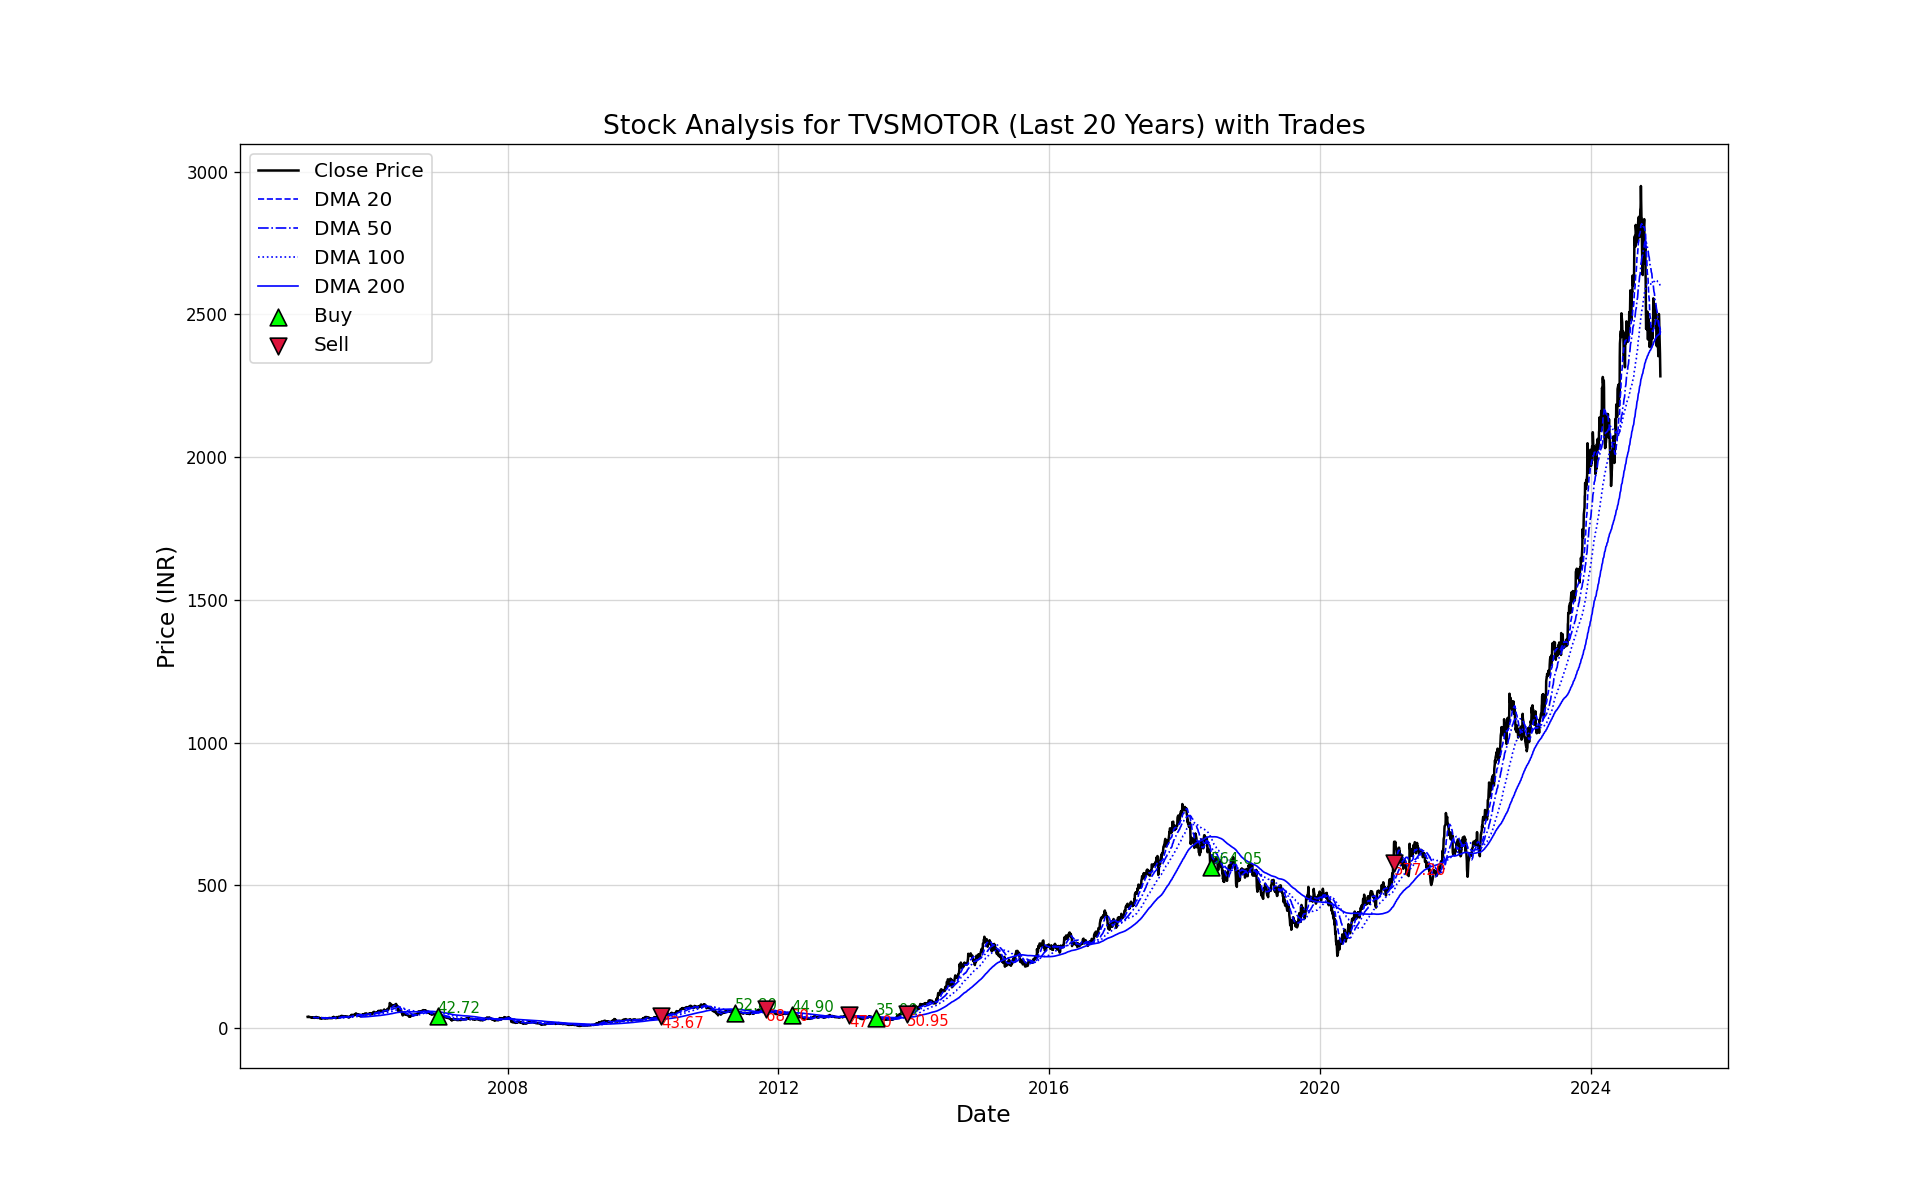 Stock Analysis for TVSMOTOR (Last 20 Years) with Trades
Close Price
DMA 20
DMA 50
DMA 100
DMA 200
Buy
Sell
3000
2500
2000
1500
1000
500
0
Price (INR)
42.72
43.67
44.90
50.95
2008
2012
2016
2020
2024
Date